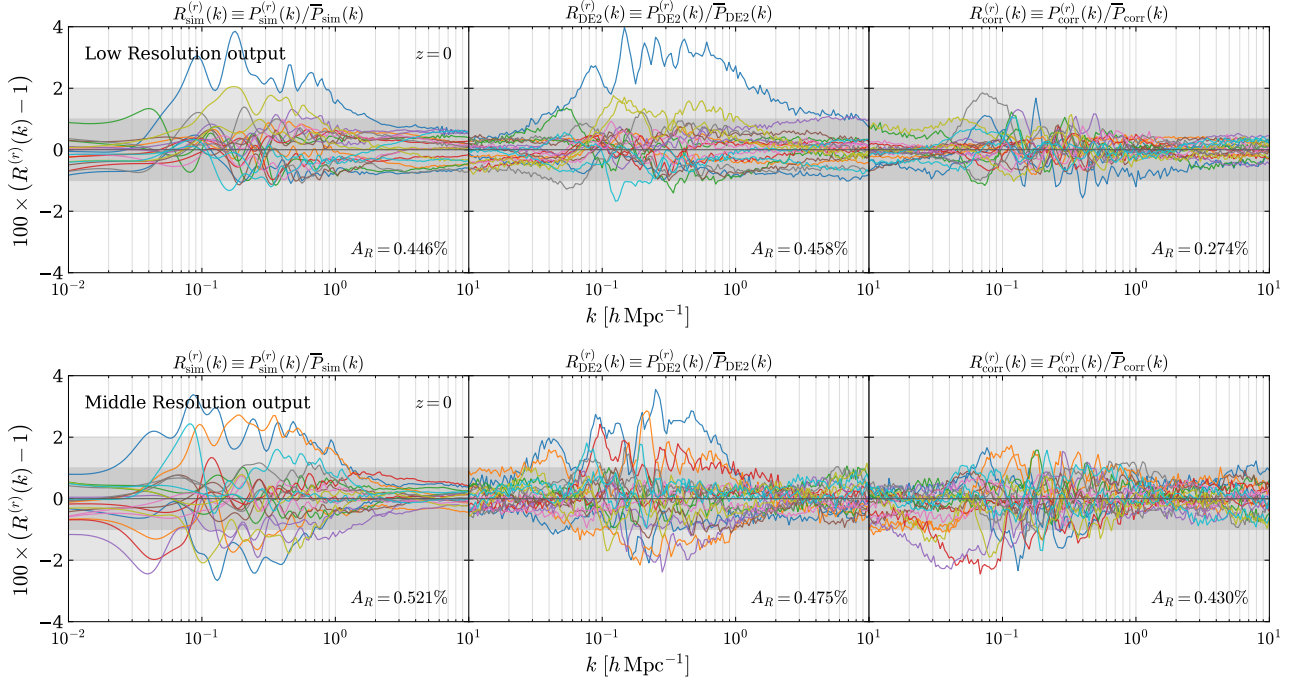 R_sim^(r)(k) ≡ P_sim^(r)(k)/P̅_sim(k) R_DE2^(r)(k) ≡ P_DE2^(r)(k)/P̅_DE2(k) R_corr^(r)(k) ≡ P_corr^(r)(k)/P̅_corr(k)
Low Resolution output z = 0
100 × (R^(r)(k) − 1)
4
2
0
−2
−4
A_R = 0.446% A_R = 0.458% A_R = 0.274%
10^−2 10^−1 10^0 10^1 10^−1 10^0 10^1 10^−1 10^0 10^1
k [h Mpc^−1]
R_sim^(r)(k) ≡ P_sim^(r)(k)/P̅_sim(k) R_DE2^(r)(k) ≡ P_DE2^(r)(k)/P̅_DE2(k) R_corr^(r)(k) ≡ P_corr^(r)(k)/P̅_corr(k)
Middle Resolution output z = 0
100 × (R^(r)(k) − 1)
4
2
0
−2
−4
A_R = 0.521% A_R = 0.475% A_R = 0.430%
10^−2 10^−1 10^0 10^1 10^−1 10^0 10^1 10^−1 10^0 10^1
k [h Mpc^−1]